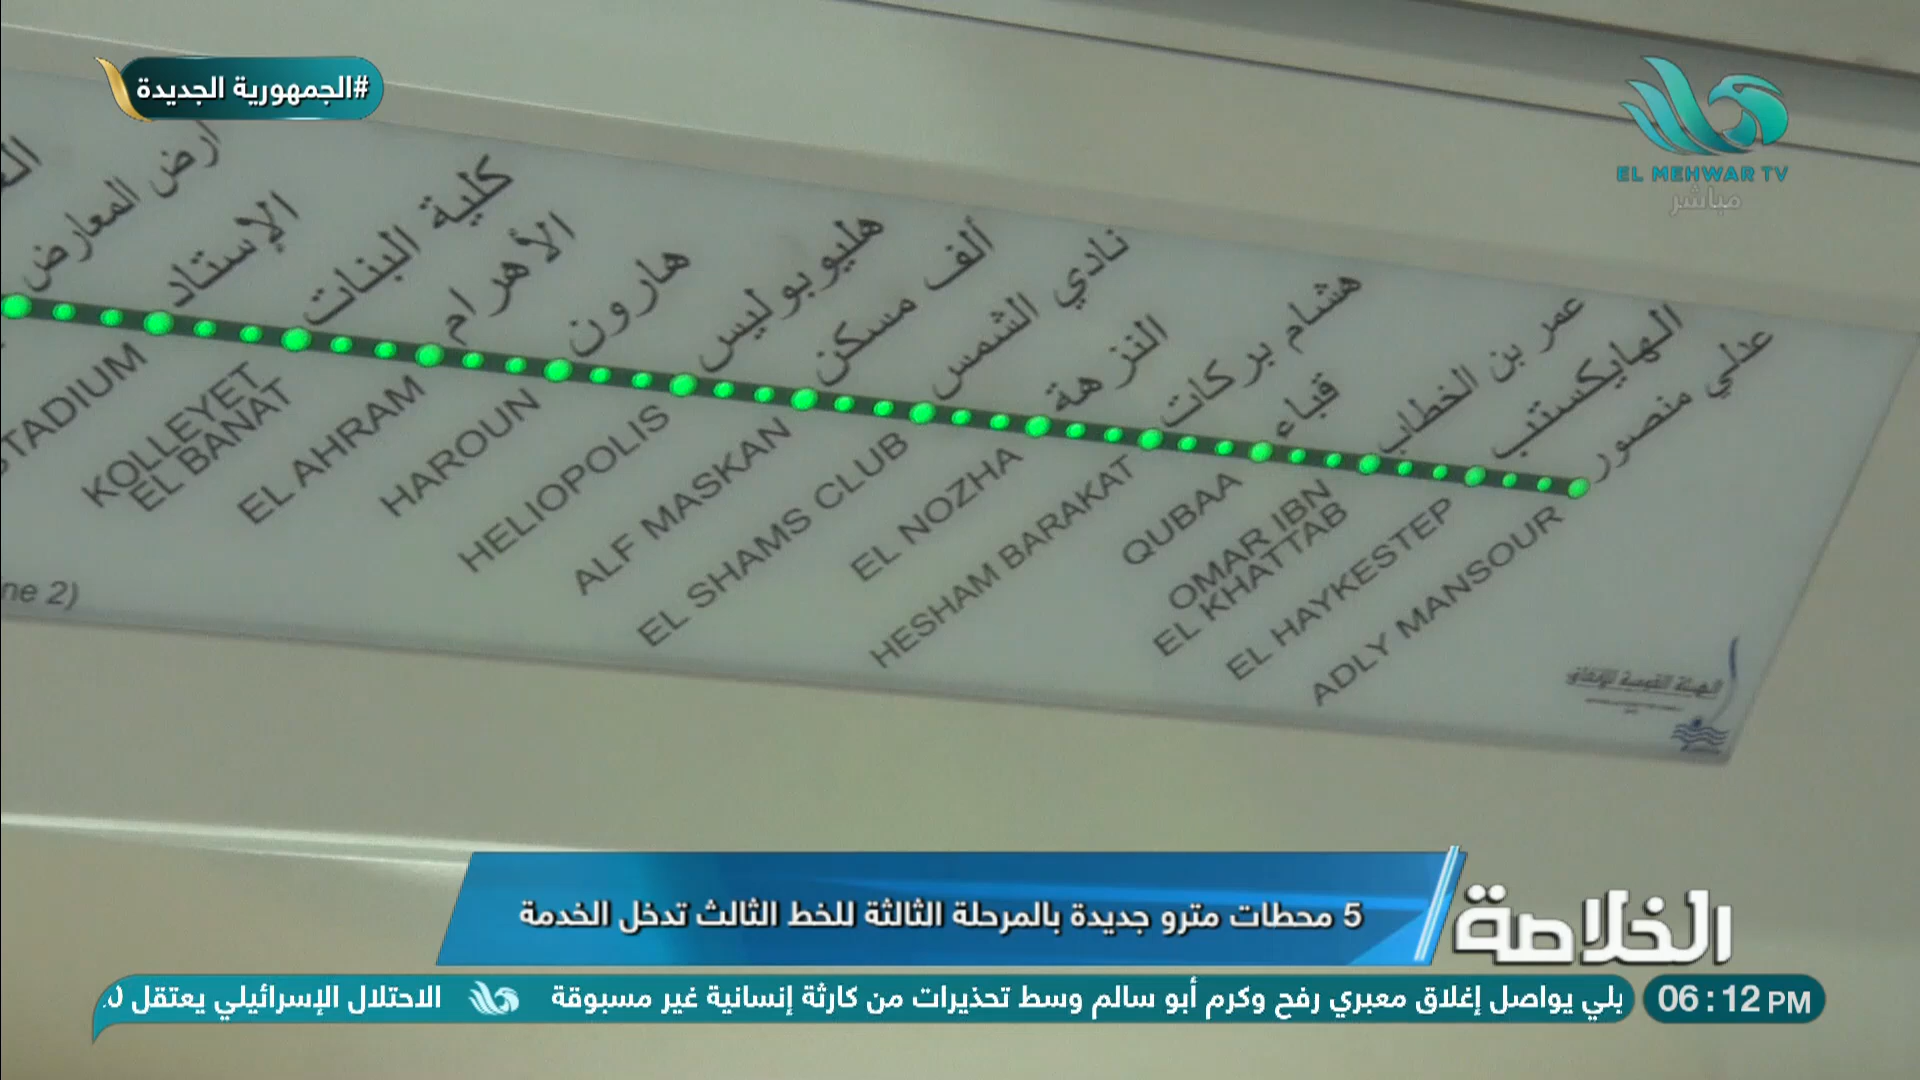 #الجمهورية الجديدة
EL MEHWAR TV
مباشر
أرض المعارض
الإستاد
كلية البنات
الأهرام
هارون
هليوبوليس
ألف مسكن
نادي الشمس
النزهة
هشام بركات
قباء
عمر بن الخطاب
الهايكستب
عدلي منصور
STADIUM
KOLLEYET
EL BANAT
EL AHRAM
HAROUN
HELIOPOLIS
ALF MASKAN
EL SHAMS CLUB
EL NOZHA
HESHAM BARAKAT
QUBAA
OMAR IBN
EL KHATTAB
EL HAYKESTEP
ADLY MANSOUR
ne 2)
الهيئة القومية للأنفاق
الخلاصة
5 محطات مترو جديدة بالمرحلة الثالثة للخط الثالث تدخل الخدمة
يلي يواصل إغلاق معبري رفح وكرم أبو سالم وسط تحذيرات من كارثة إنسانية غير مسبوقة
الاحتلال الإسرائيلي يعتقل
06:12 PM